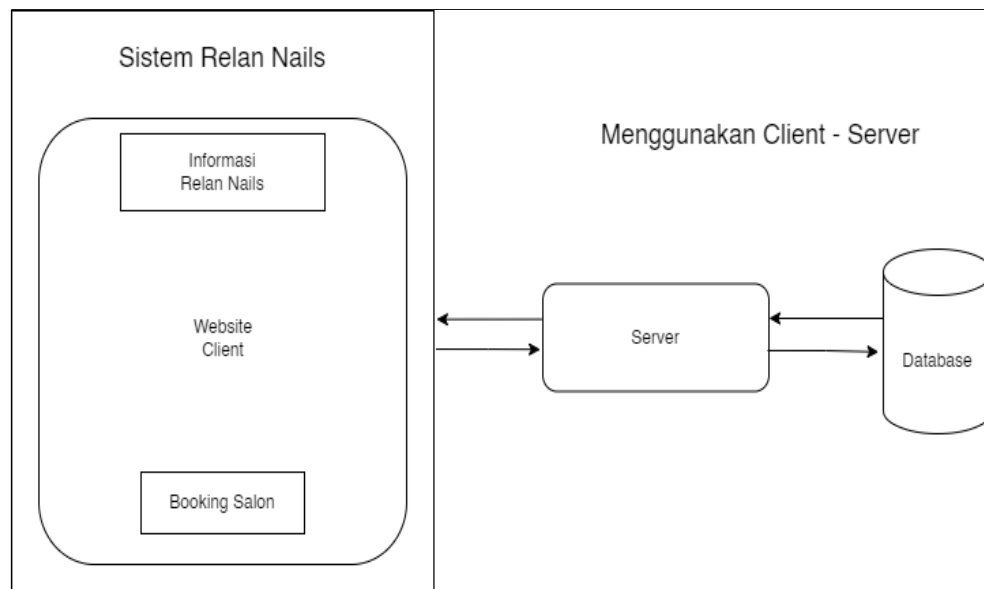 Sistem Relan Nails
Informasi
Relan Nails
Website
Client
Booking Salon
Menggunakan Client - Server
Server
Database